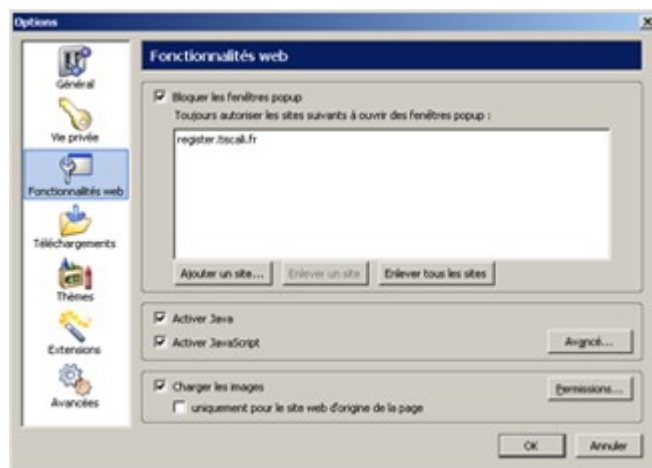 Options
Général
Vie privée
Fonctionnalités web
Téléchargements
Thèmes
Extensions
Avancées
Fonctionnalités web
Bloquer les fenêtres popup
Toujours autoriser les sites suivants à ouvrir des fenêtres popup :
register.tiscali.fr
Ajouter un site...
Enlever un site
Enlever tous les sites
Activer Java
Activer JavaScript
Avancé...
Charger les images
Permissions...
uniquement pour le site web d'origine de la page
OK
Annuler